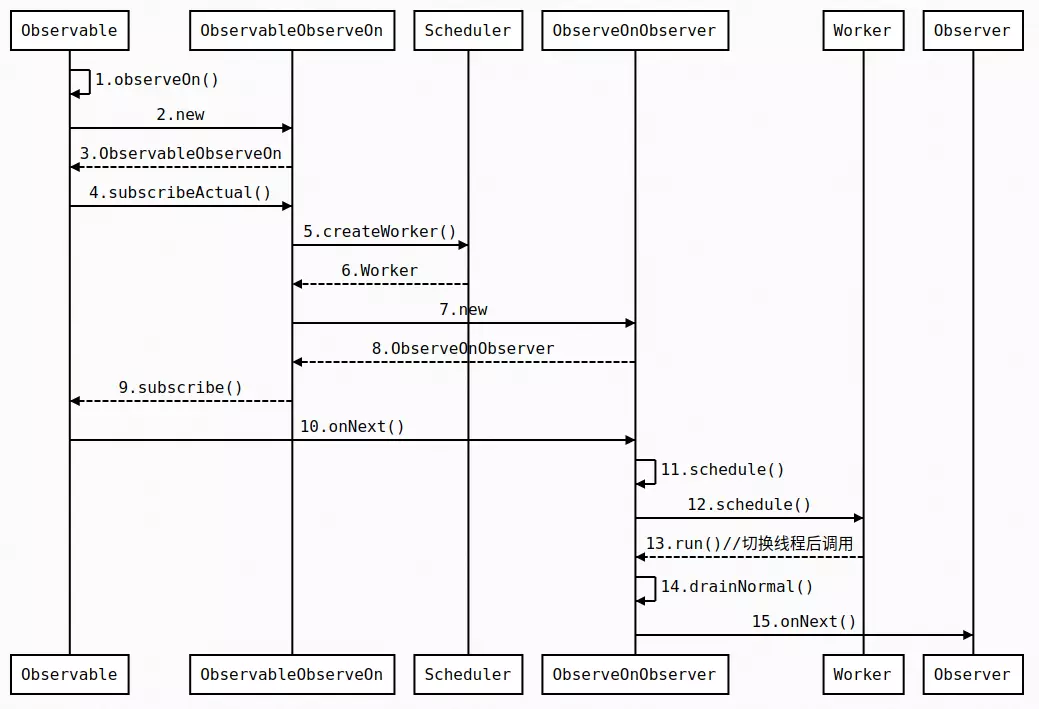 Observable ObservableObserveOn Scheduler ObserveOnObserver Worker Observer
1.observeOn()
2.new
3.ObservableObserveOn
4.subscribeActual()
5.createWorker()
6.Worker
7.new
8.ObserveOnObserver
9.subscribe()
10.onNext()
11.schedule()
12.schedule()
13.run()//切换线程后调用
14.drainNormal()
15.onNext()
Observable ObservableObserveOn Scheduler ObserveOnObserver Worker Observer